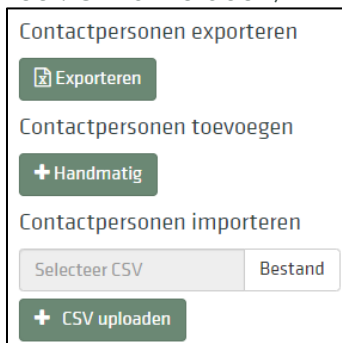 Contactpersonen exporteren
Exporteren
Contactpersonen toevoegen
+ Handmatig
Contactpersonen importeren
Selecteer CSV Bestand
+ CSV uploaden